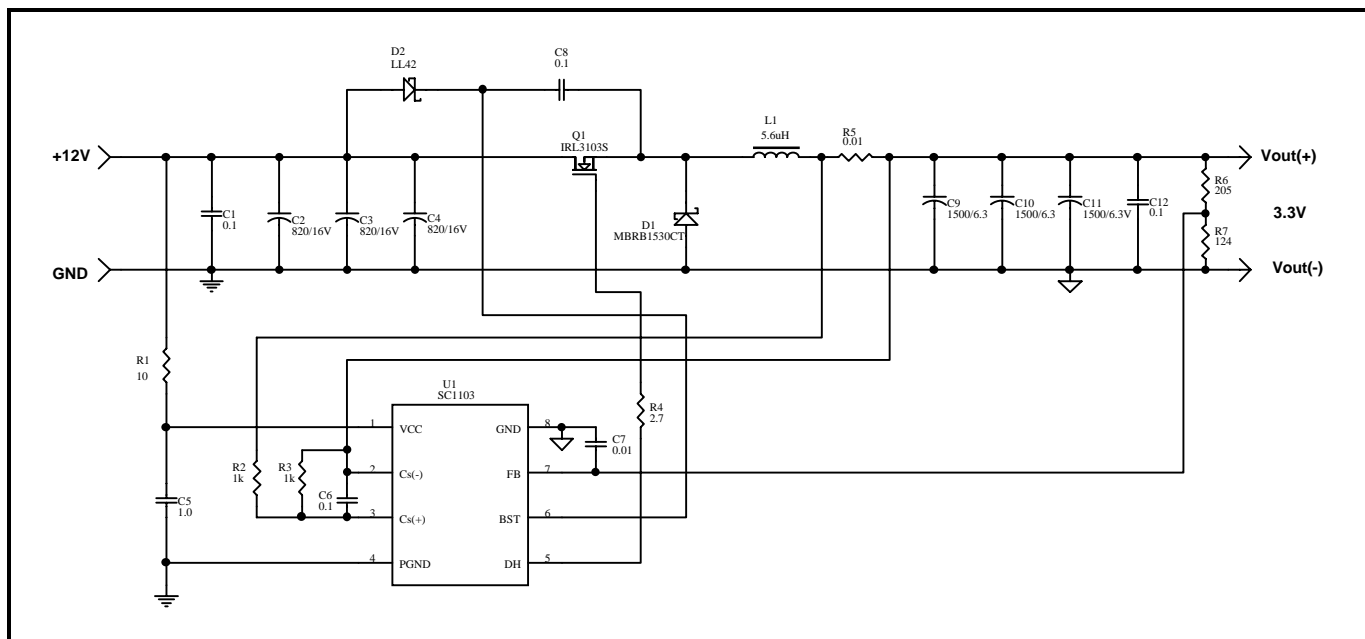 D2
LL42
C8
0.1
Q1
IRL3103S
L1
5.6uH
R5
0.01
+12V
Vout(+)
C1
0.1
C2
820/16V
C3
820/16V
C4
820/16V
D1
MBRB1530CT
C9
1500/6.3
C10
1500/6.3
C11
1500/6.3V
C12
0.1
R6
205
3.3V
R7
124
GND
Vout(-)
R1
10
U1
SC1103
R4
2.7
1
VCC
GND
8
C7
0.01
R2
1k
R3
1k
2
Cs(-)
FB
7
C6
0.1
C5
1.0
3
Cs(+)
BST
6
4
PGND
DH
5